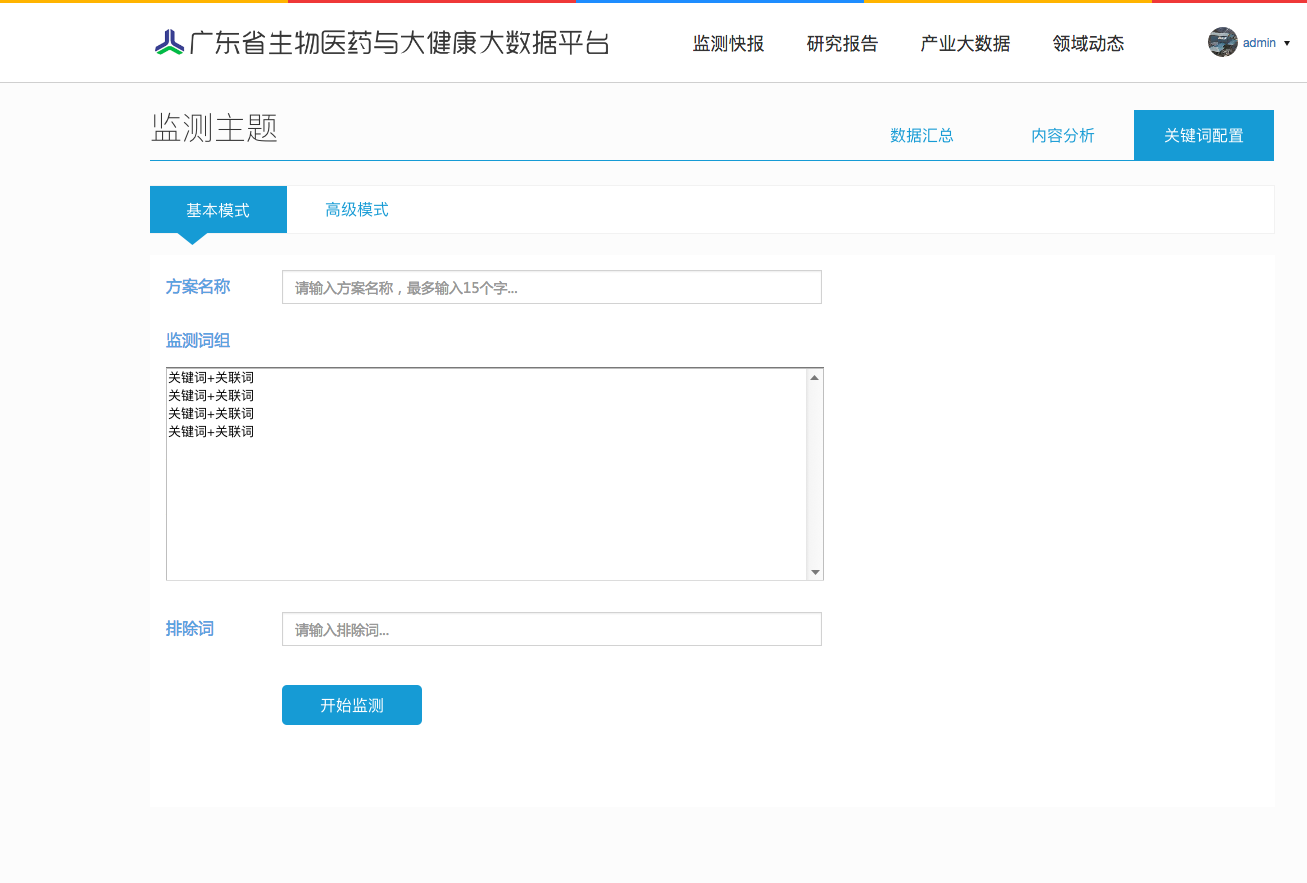 广东省生物医药与大健康大数据平台
监测快报 研究报告 产业大数据 领域动态 admin
监测主题
数据汇总 内容分析 关键词配置
基本模式 高级模式
方案名称 请输入方案名称，最多输入15个字...
监测词组
关键词+关联词
关键词+关联词
关键词+关联词
关键词+关联词
排除词 请输入排除词...
开始监测